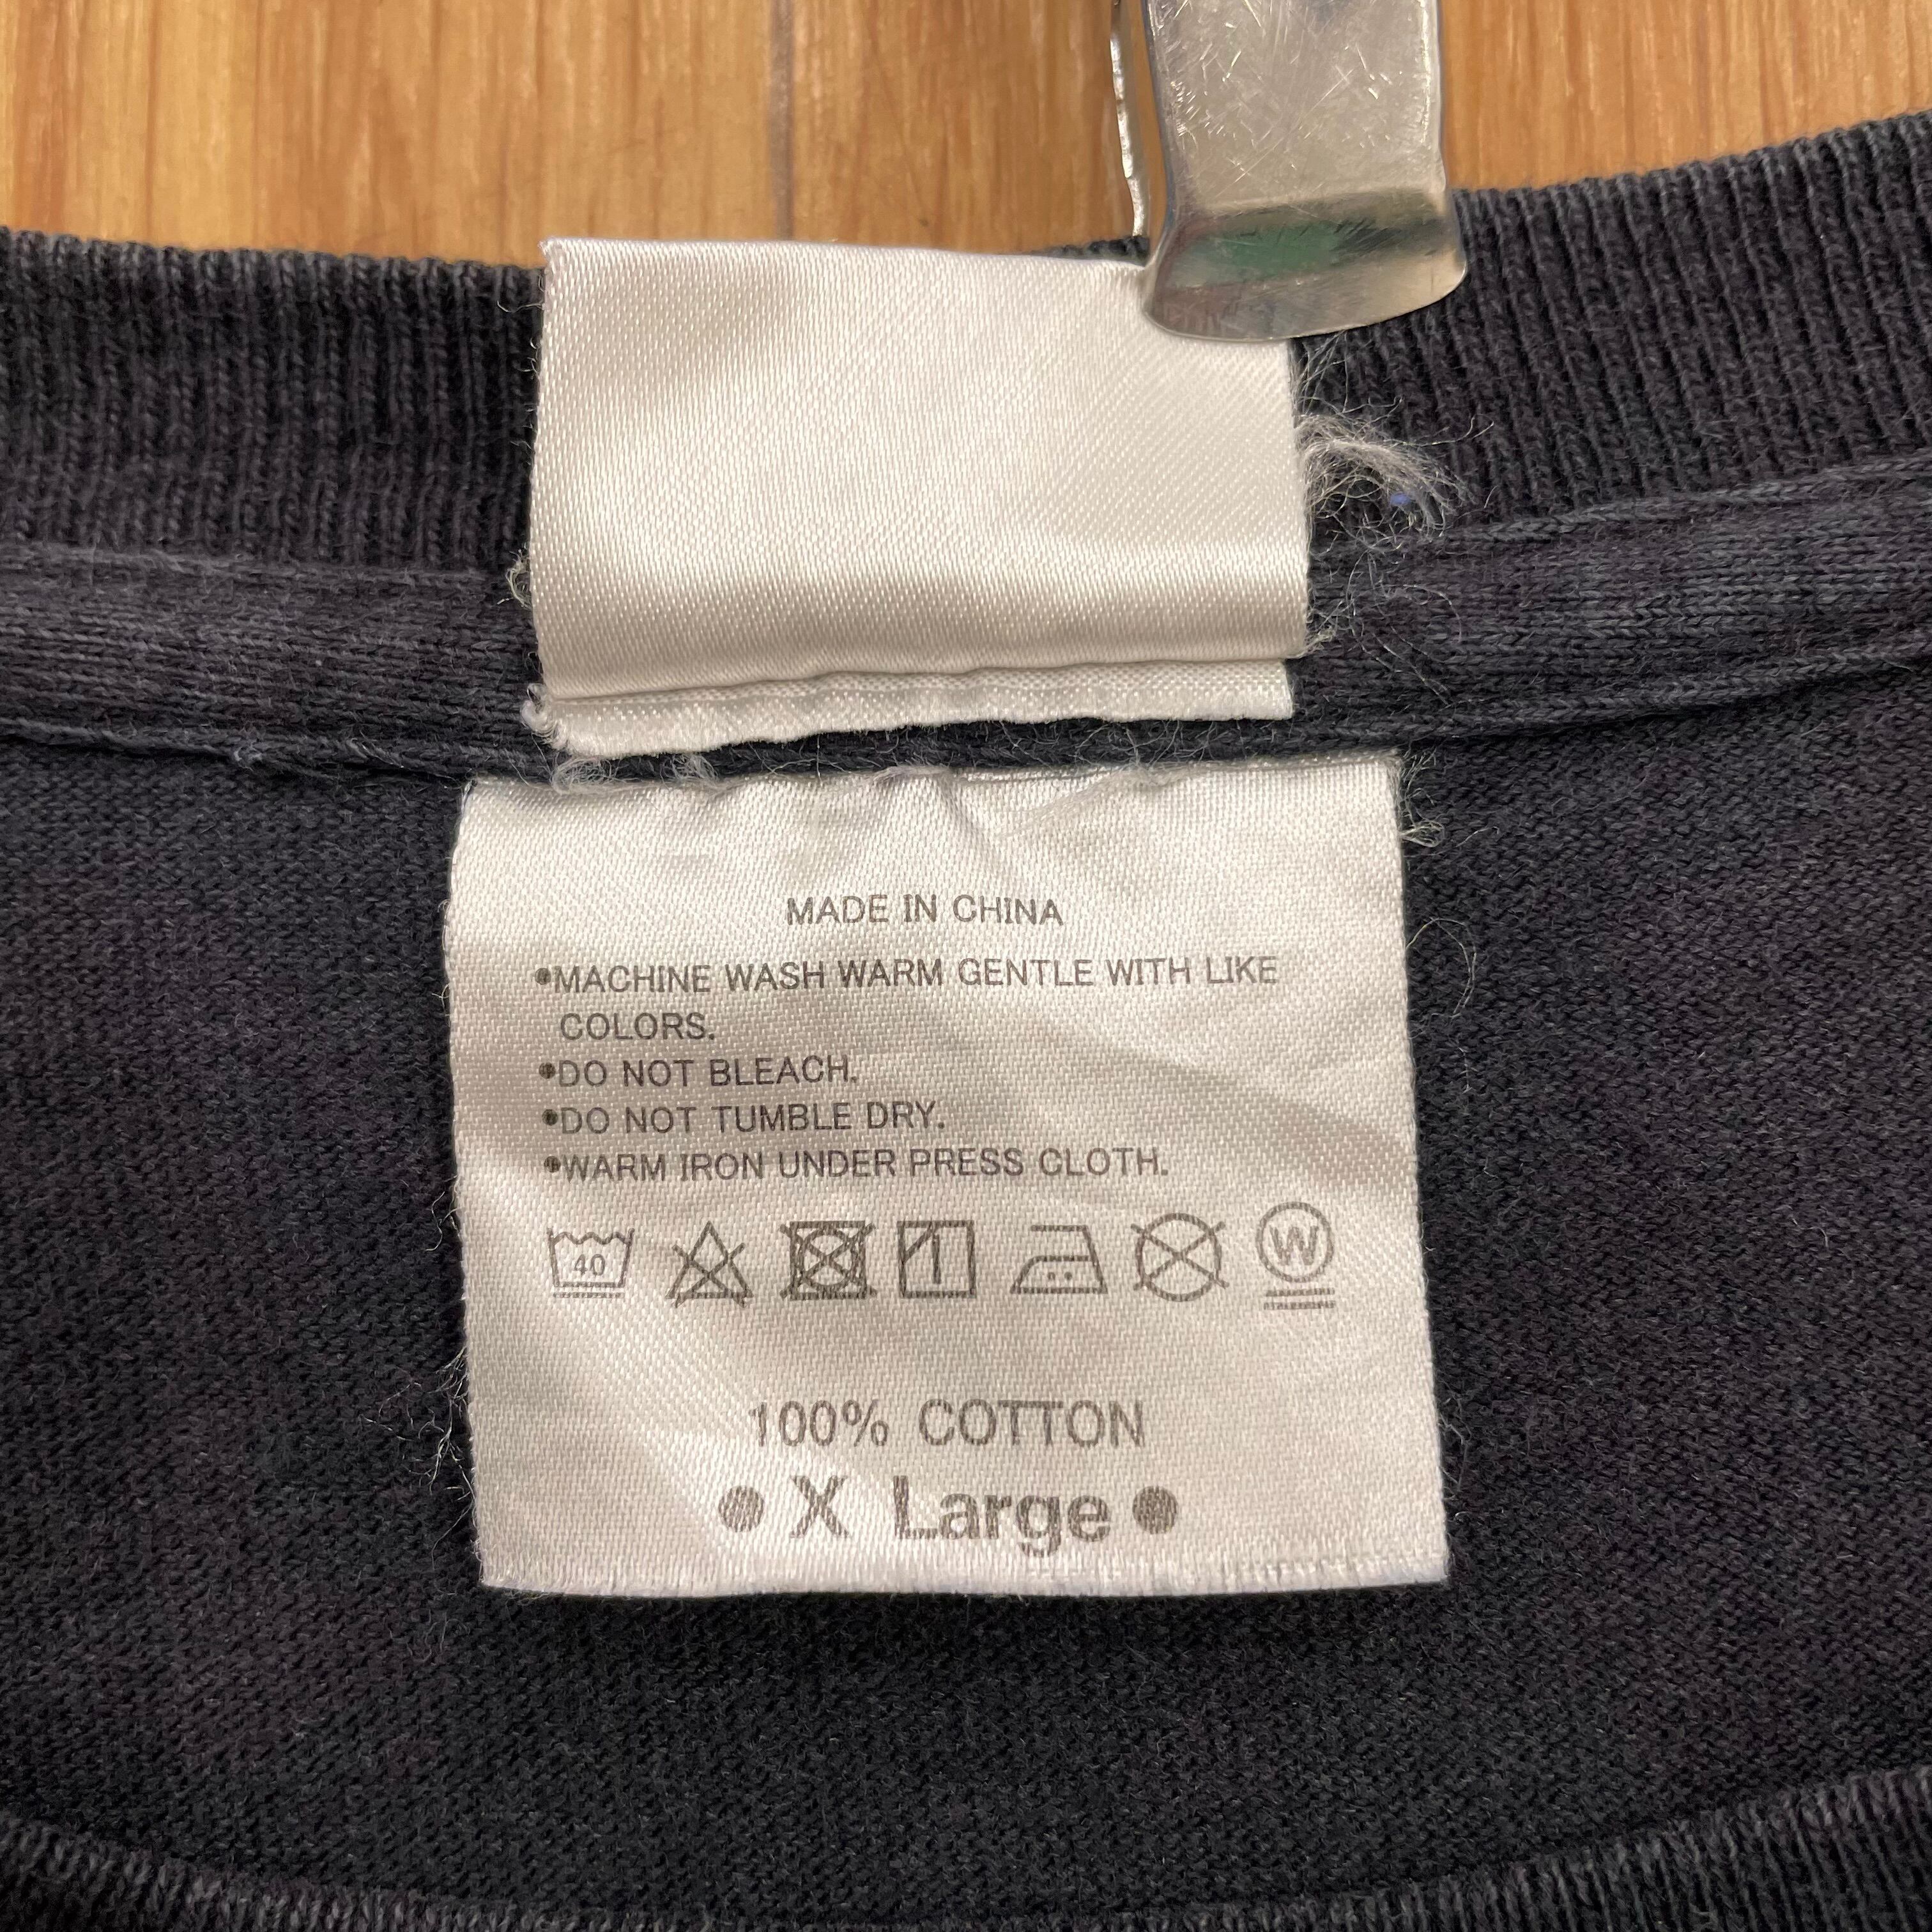 MADE IN CHINA
•MACHINE WASH WARM GENTLE WITH LIKE
COLORS.
•DO NOT BLEACH.
•DO NOT TUMBLE DRY.
•WARM IRON UNDER PRESS CLOTH.
40 W
100% COTTON
● X Large ●